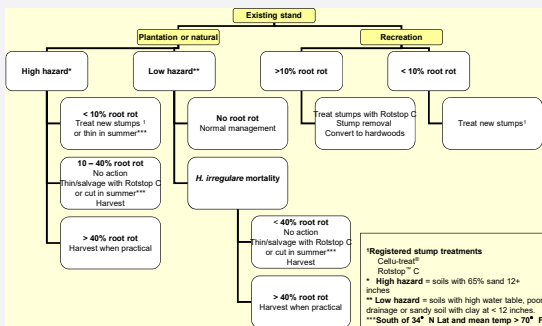 Existing stand
Plantation or natural
Recreation
High hazard*
Low hazard**
>10% root rot
< 10% root rot
< 10% root rot
Treat new stumps ¹
or thin in summer***
No root rot
Normal management
Treat stumps with Rotstop C
Stump removal
Convert to hardwoods
Treat new stumps¹
10 – 40% root rot
No action
Thin/salvage with Rotstop C
or cut in summer***
Harvest
H. irregulare mortality
> 40% root rot
Harvest when practical
< 40% root rot
No action
Thin/salvage with Rotstop C
or cut in summer***
Harvest
> 40% root rot
Harvest when practical
¹Registered stump treatments
Cellu-treat®
Rotstop™ C
* High hazard = soils with 65% sand 12+
inches
** Low hazard = soils with high water table, poor
drainage or sandy soil with clay at < 12 inches.
***South of 34° N Lat and mean temp > 70° F